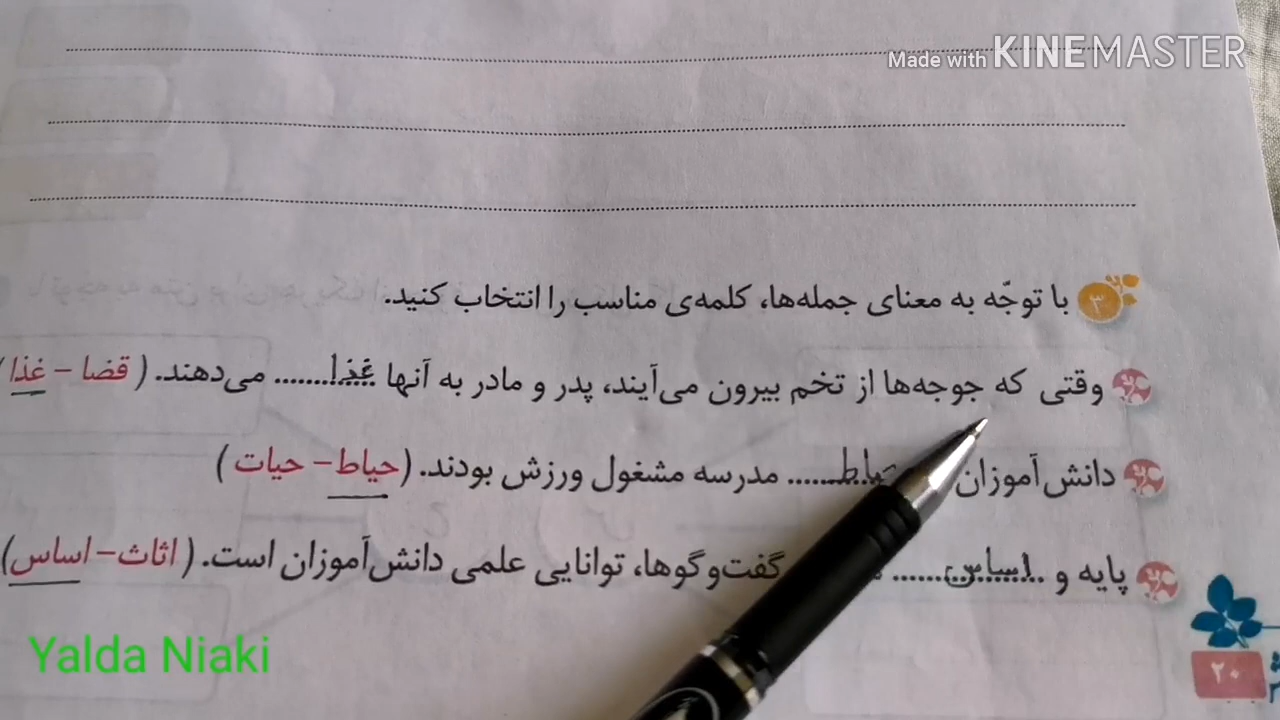 Made with KINEMASTER
۳ با توجّه به معنای جمله‌ها، کلمه‌ی مناسب را انتخاب کنید.
وقتی که جوجه‌ها از تخم بیرون می‌آیند، پدر و مادر به آنها غذا ........ می‌دهند. ( قضا – غذا )
دانش‌آموزان حیاط ........ مدرسه مشغول ورزش بودند. ( حیاط – حیات )
پایه و اساس ........ گفت‌وگوها، توانایی علمی دانش‌آموزان است. ( اثاث – اساس )
Yalda Niaki
۲۰